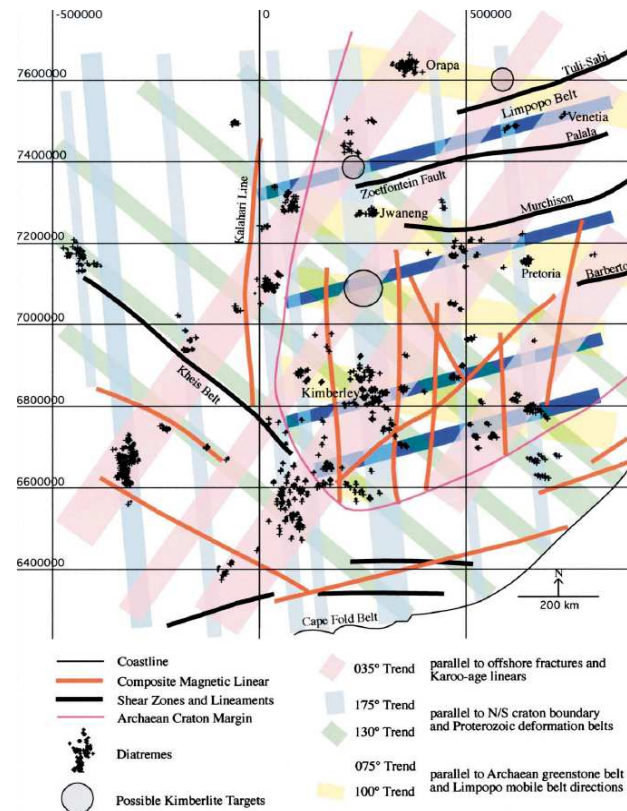 -500000 0 500000
7600000
7400000
7200000
7000000
6800000
6600000
6400000
Orapa
Tuli-Sabi
Limpopo Belt
Venetia
Palala
Zoetfontein Fault
Kalahari Line
Jwaneng
Murchison
Pretoria
Barberto
Kheis Belt
Kimberley
N
200 km
Cape Fold Belt
Coastline
Composite Magnetic Linear
Shear Zones and Lineaments
Archaean Craton Margin
Diatremes
Possible Kimberlite Targets
035° Trend parallel to offshore fractures and
Karoo-age linears
175° Trend parallel to N/S craton boundary
130° Trend and Proterozoic deformation belts
075° Trend parallel to Archaean greenstone belt
100° Trend and Limpopo mobile belt directions